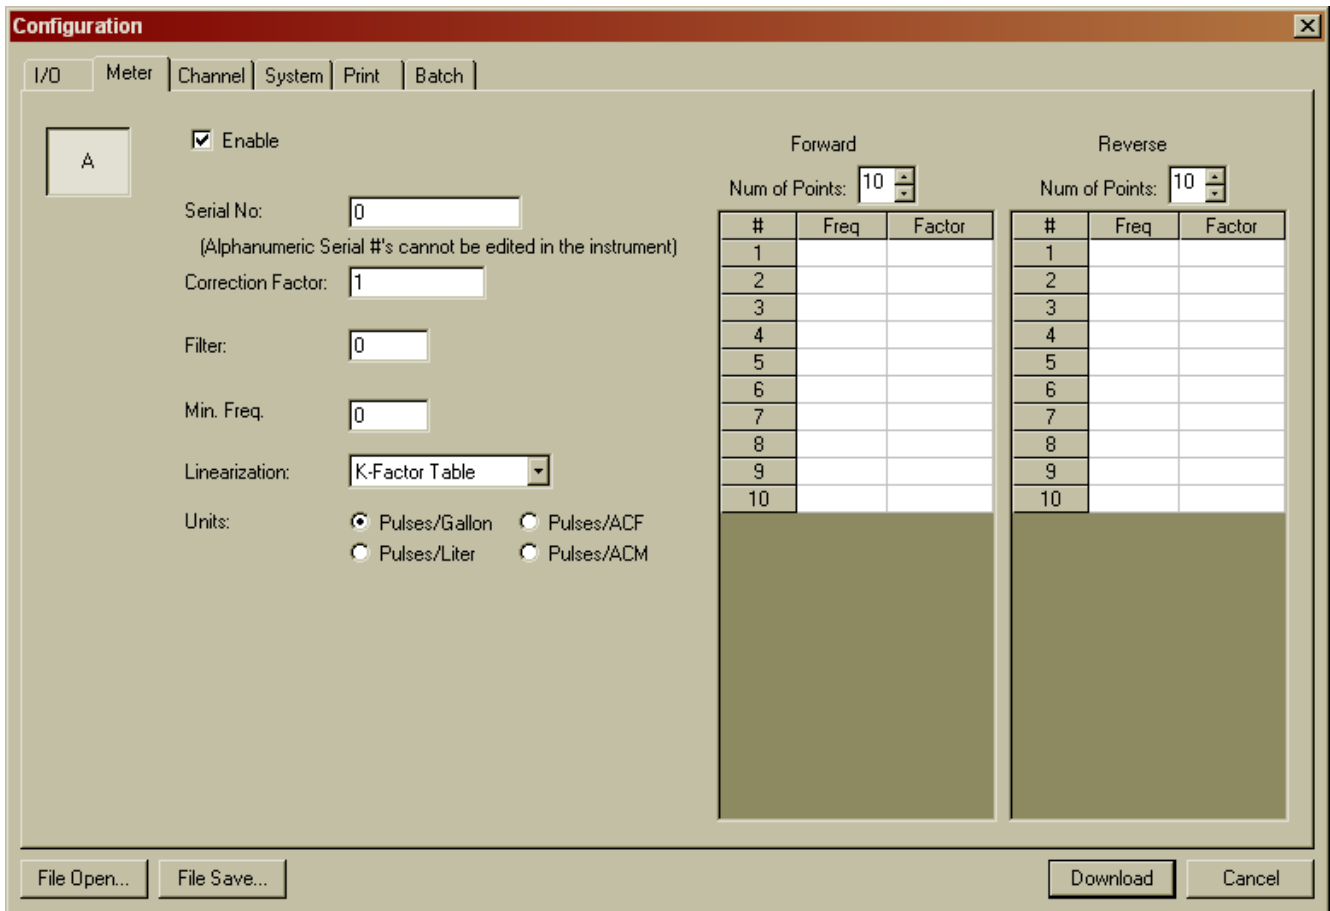 Configuration
I/O Meter Channel System Print Batch
A
Enable
Serial No: 0
(Alphanumeric Serial #'s cannot be edited in the instrument)
Correction Factor: 1
Filter: 0
Min. Freq. 0
Linearization: K-Factor Table
Units: Pulses/Gallon Pulses/ACF
Pulses/Liter Pulses/ACM
Forward
Num of Points: 10
# Freq Factor
1
2
3
4
5
6
7
8
9
10
Reverse
Num of Points: 10
# Freq Factor
1
2
3
4
5
6
7
8
9
10
File Open... File Save... Download Cancel